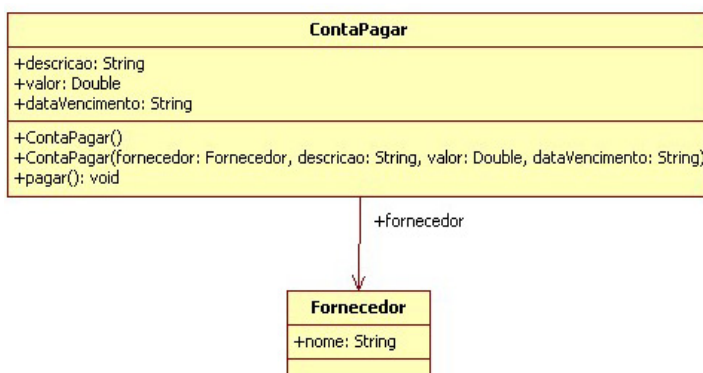 ContaPagar
+descricao: String
+valor: Double
+dataVencimento: String
+ContaPagar()
+ContaPagar(fornecedor: Fornecedor, descricao: String, valor: Double, dataVencimento: String)
+pagar(): void
+fornecedor
Fornecedor
+nome: String